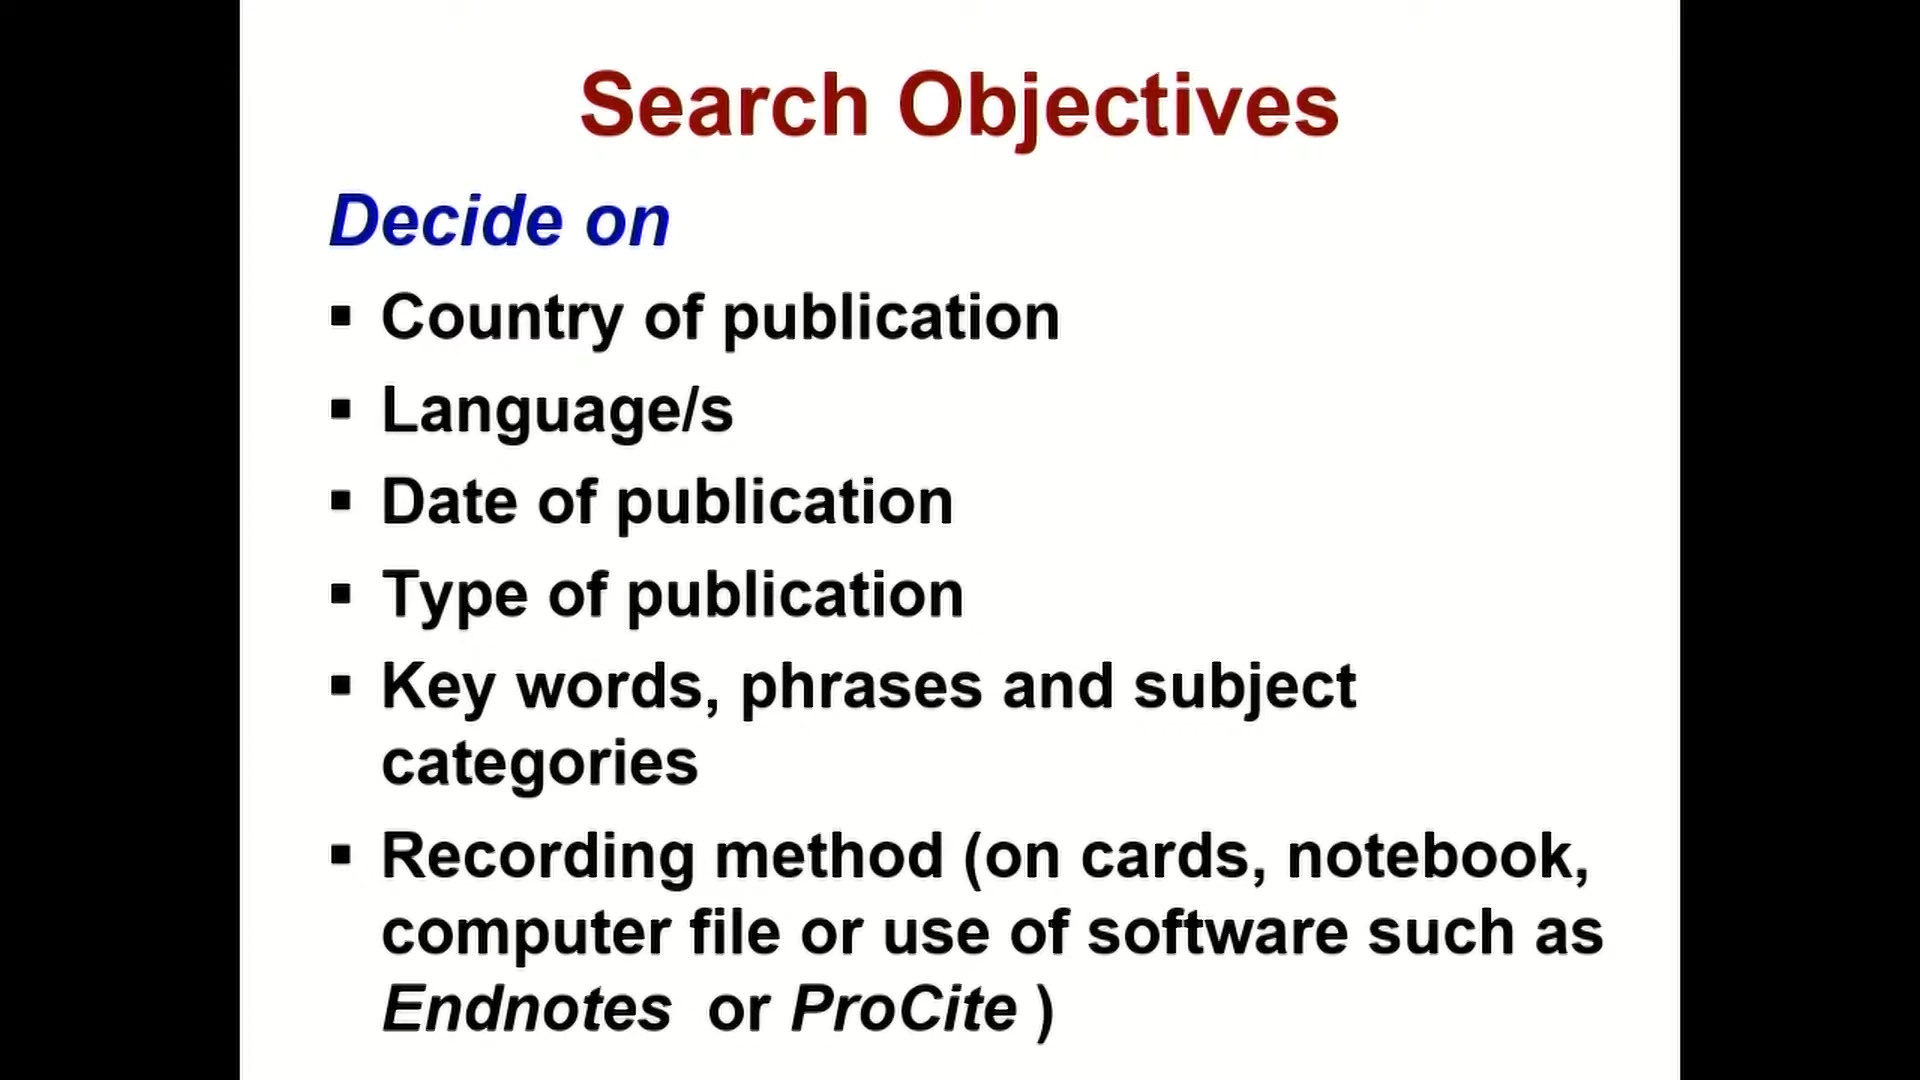 Search Objectives
Decide on
▪ Country of publication
▪ Language/s
▪ Date of publication
▪ Type of publication
▪ Key words, phrases and subject
categories
▪ Recording method (on cards, notebook,
computer file or use of software such as
Endnotes or ProCite )